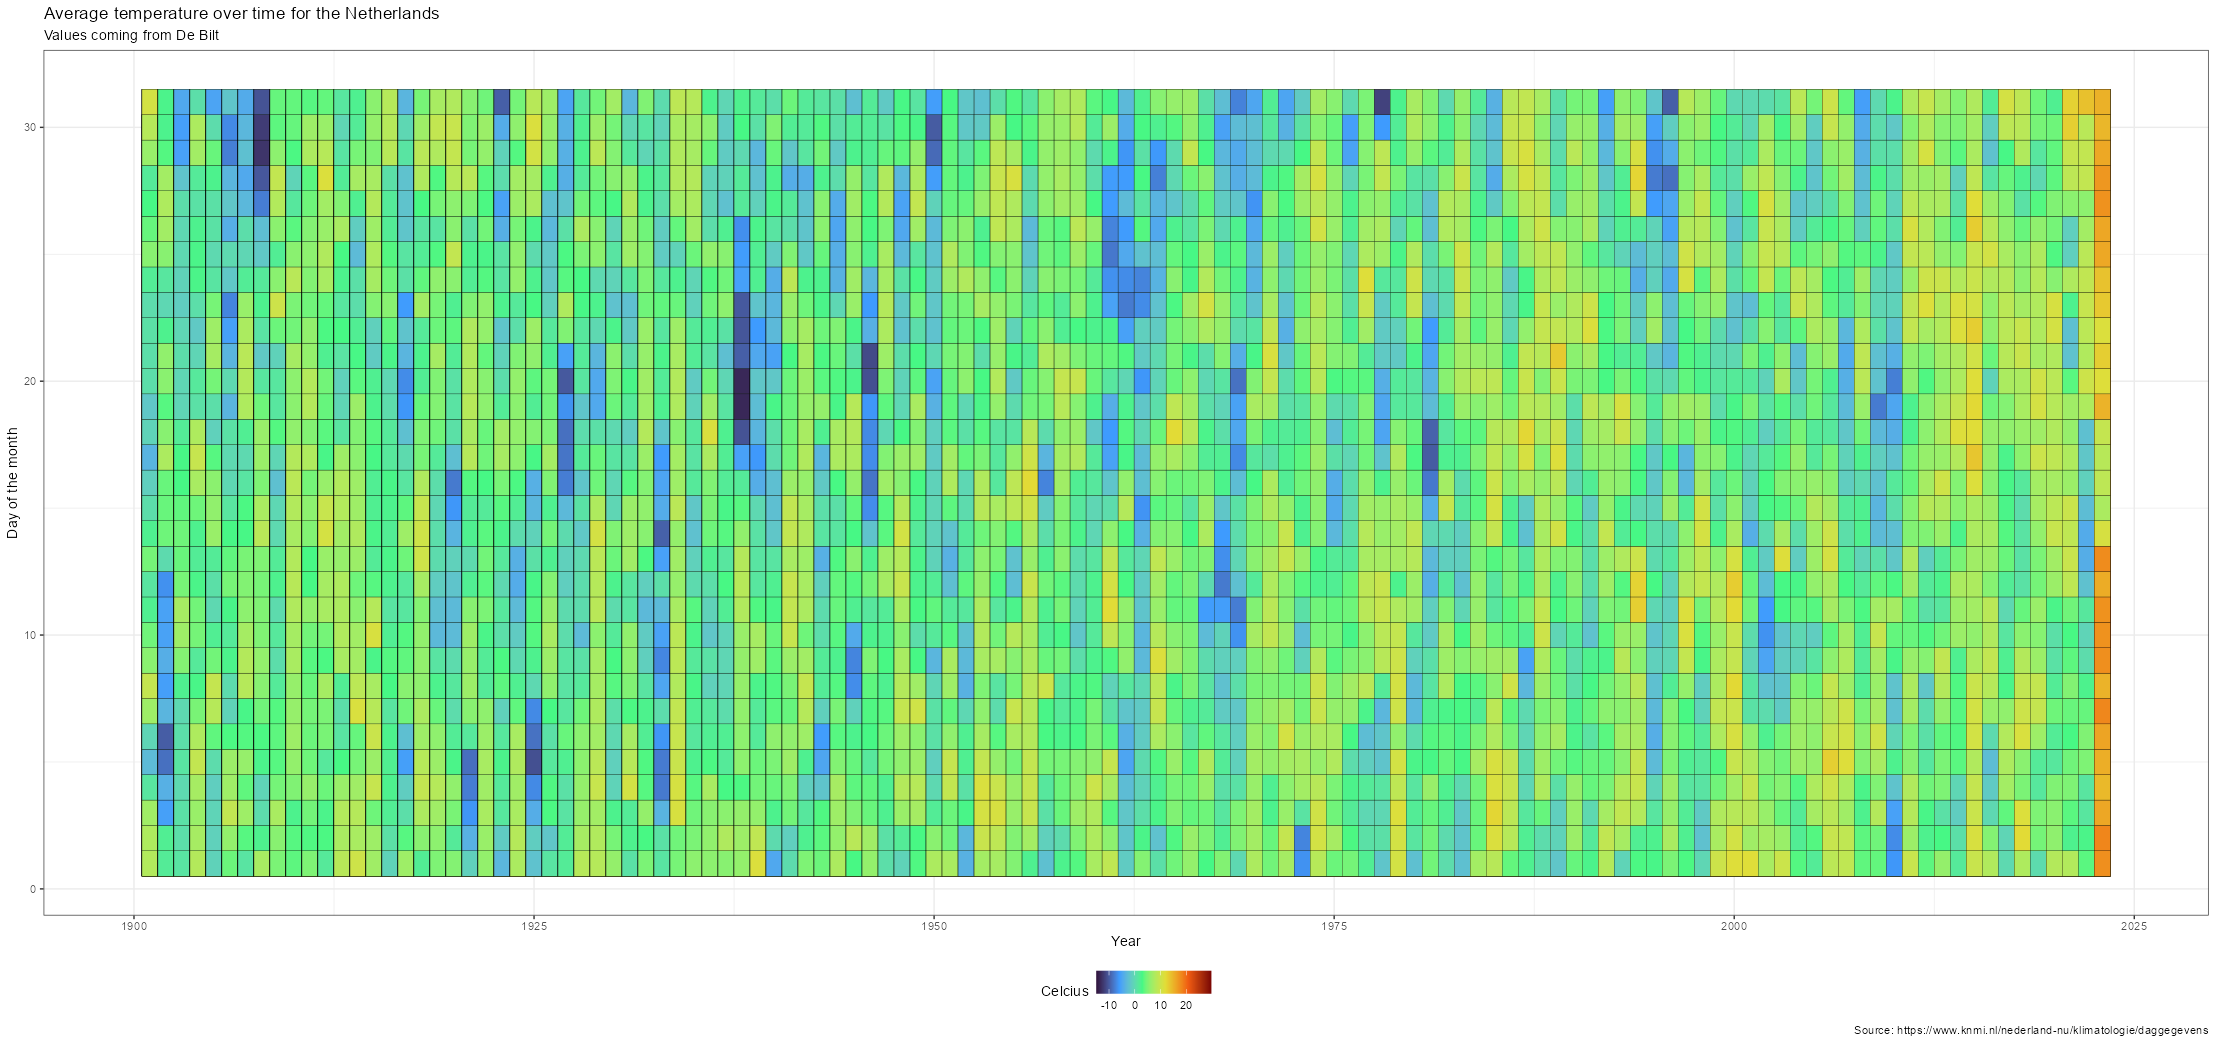 Average temperature over time for the Netherlands
Values coming from De Bilt
30
20
10
0
Day of the month
1900 1925 1950 1975 2000 2025
Year
Celcius
-10 0 10 20
Source: https://www.knmi.nl/nederland-nu/klimatologie/daggegevens